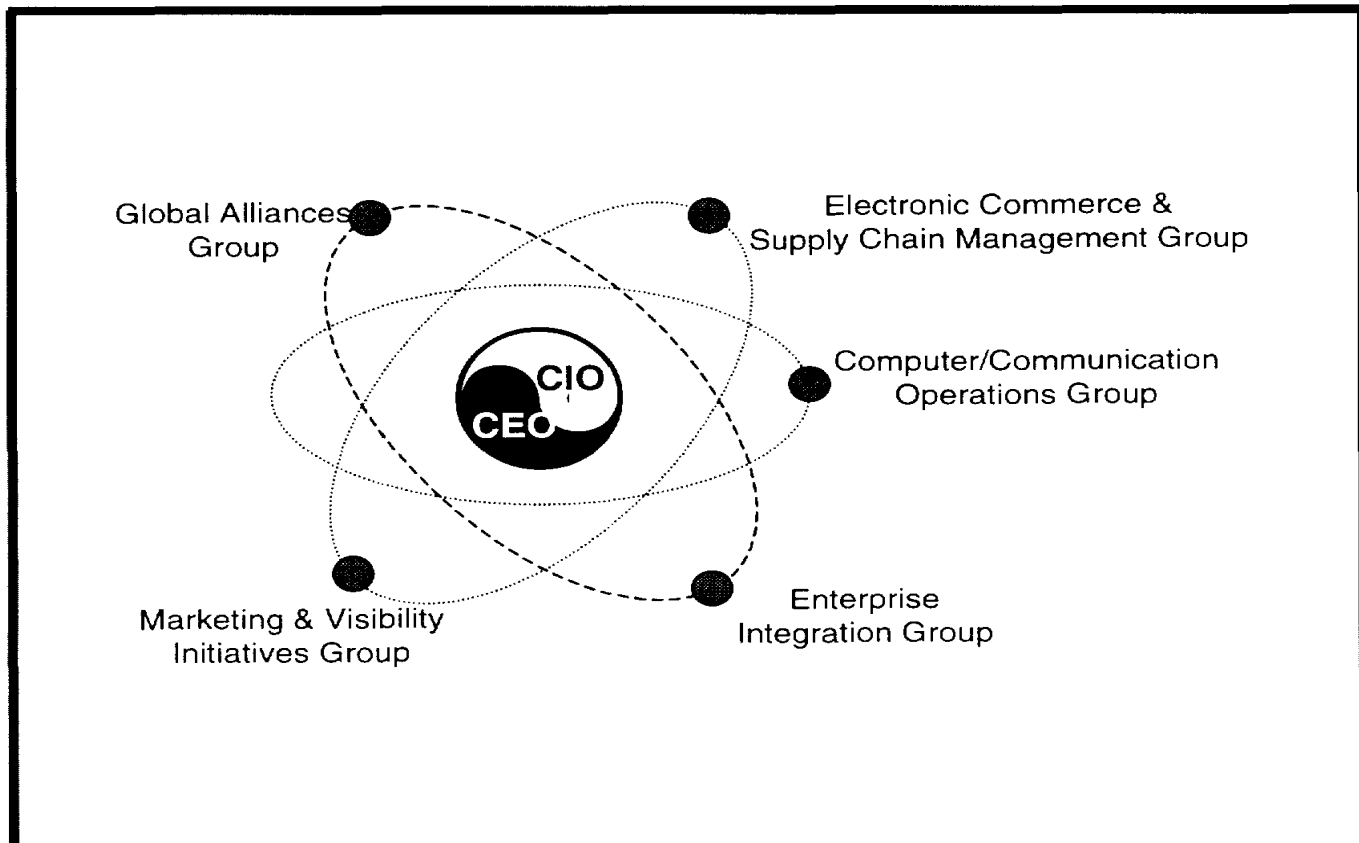 Global Alliances
Group
Electronic Commerce &
Supply Chain Management Group
CIO
CEO
Computer/Communication
Operations Group
Marketing & Visibility
Initiatives Group
Enterprise
Integration Group